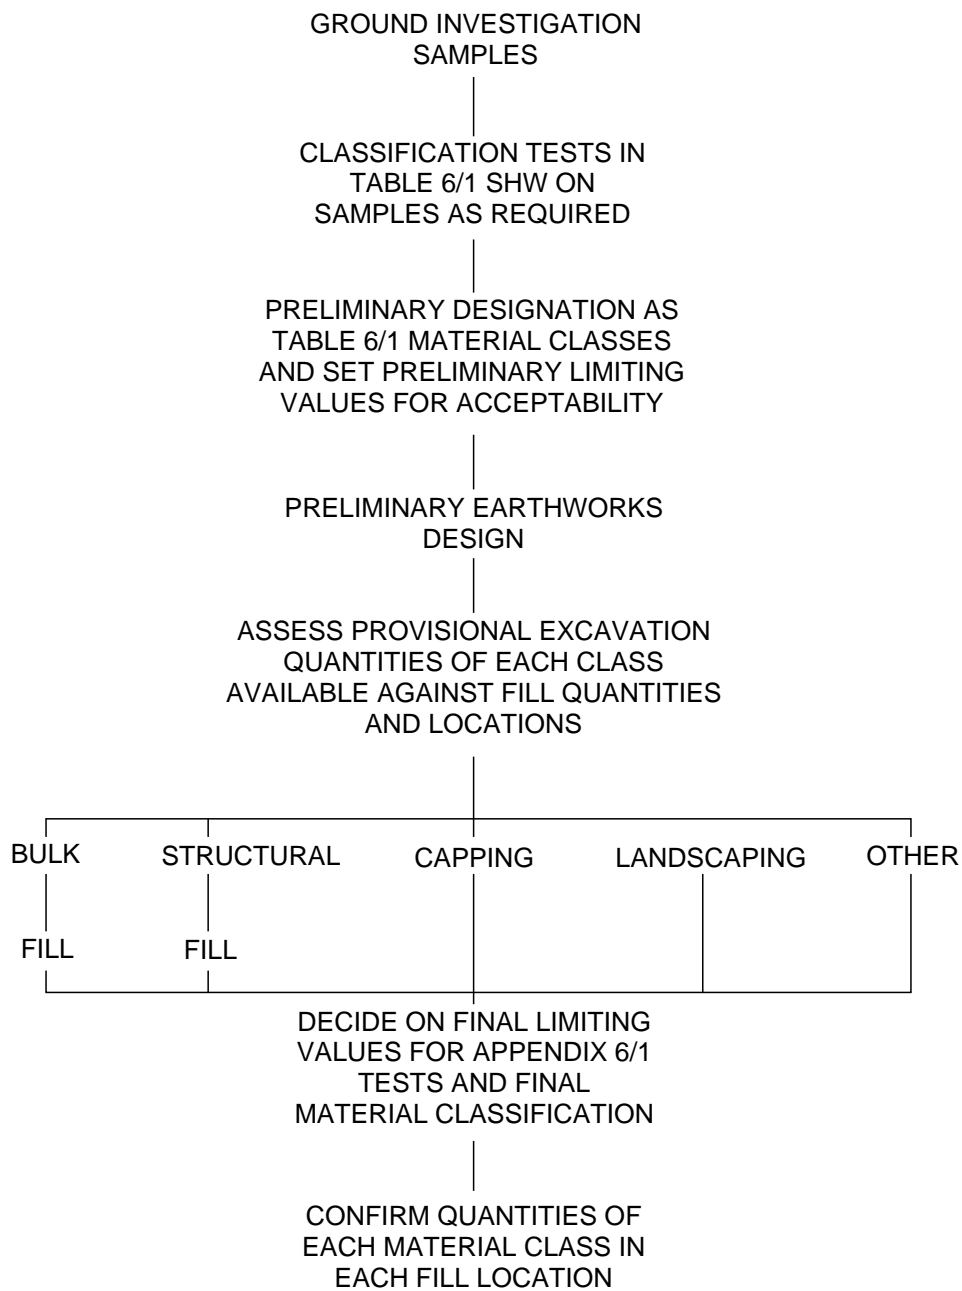 GROUND INVESTIGATION
SAMPLES
CLASSIFICATION TESTS IN
TABLE 6/1 SHW ON
SAMPLES AS REQUIRED
PRELIMINARY DESIGNATION AS
TABLE 6/1 MATERIAL CLASSES
AND SET PRELIMINARY LIMITING
VALUES FOR ACCEPTABILITY
PRELIMINARY EARTHWORKS
DESIGN
ASSESS PROVISIONAL EXCAVATION
QUANTITIES OF EACH CLASS
AVAILABLE AGAINST FILL QUANTITIES
AND LOCATIONS
BULK STRUCTURAL CAPPING LANDSCAPING OTHER
FILL FILL
DECIDE ON FINAL LIMITING
VALUES FOR APPENDIX 6/1
TESTS AND FINAL
MATERIAL CLASSIFICATION
CONFIRM QUANTITIES OF
EACH MATERIAL CLASS IN
EACH FILL LOCATION